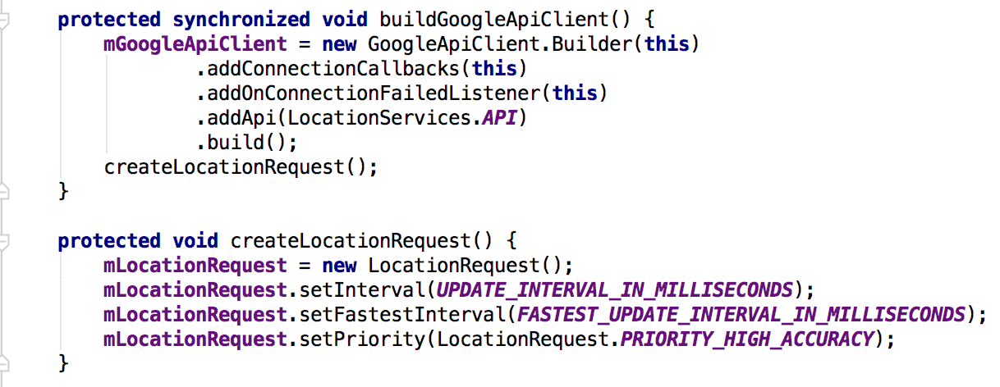 protected synchronized void buildGoogleApiClient() {
    mGoogleApiClient = new GoogleApiClient.Builder(this)
            .addConnectionCallbacks(this)
            .addOnConnectionFailedListener(this)
            .addApi(LocationServices.API)
            .build();
    createLocationRequest();
}

protected void createLocationRequest() {
    mLocationRequest = new LocationRequest();
    mLocationRequest.setInterval(UPDATE_INTERVAL_IN_MILLISECONDS);
    mLocationRequest.setFastestInterval(FASTEST_UPDATE_INTERVAL_IN_MILLISECONDS);
    mLocationRequest.setPriority(LocationRequest.PRIORITY_HIGH_ACCURACY);
}